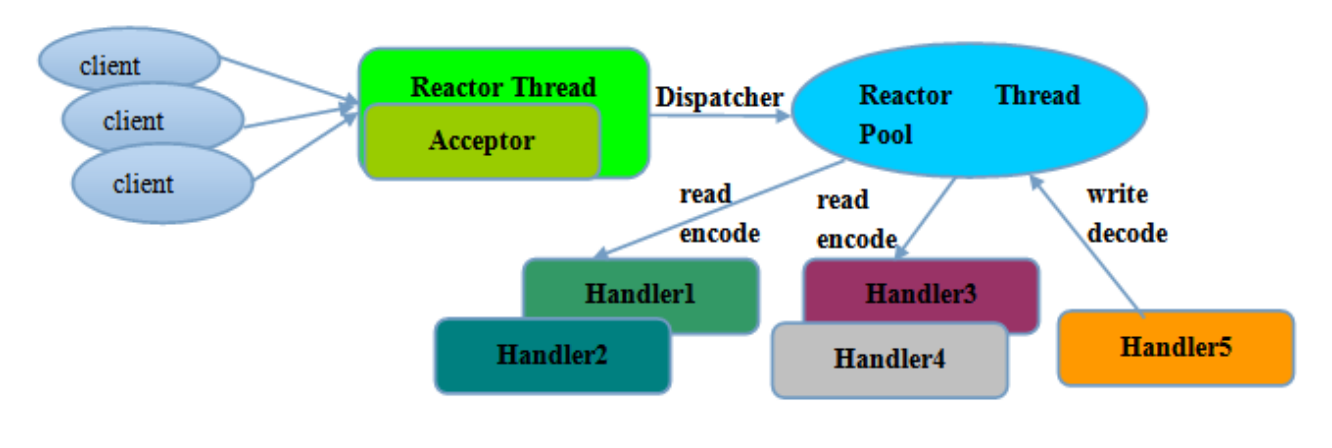 client
client
client
Reactor Thread
Acceptor
Dispatcher
Reactor Thread
Pool
read
encode
read
encode
write
decode
Handler1
Handler2
Handler3
Handler4
Handler5